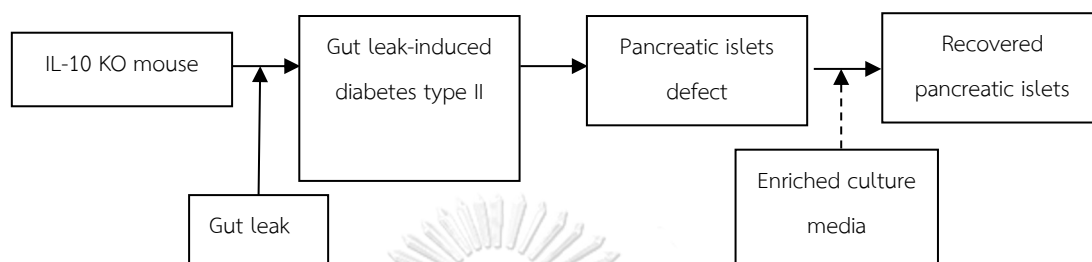 IL-10 KO mouse
Gut leak-induced
diabetes type II
Pancreatic islets
defect
Recovered
pancreatic islets
Gut leak
Enriched culture
media